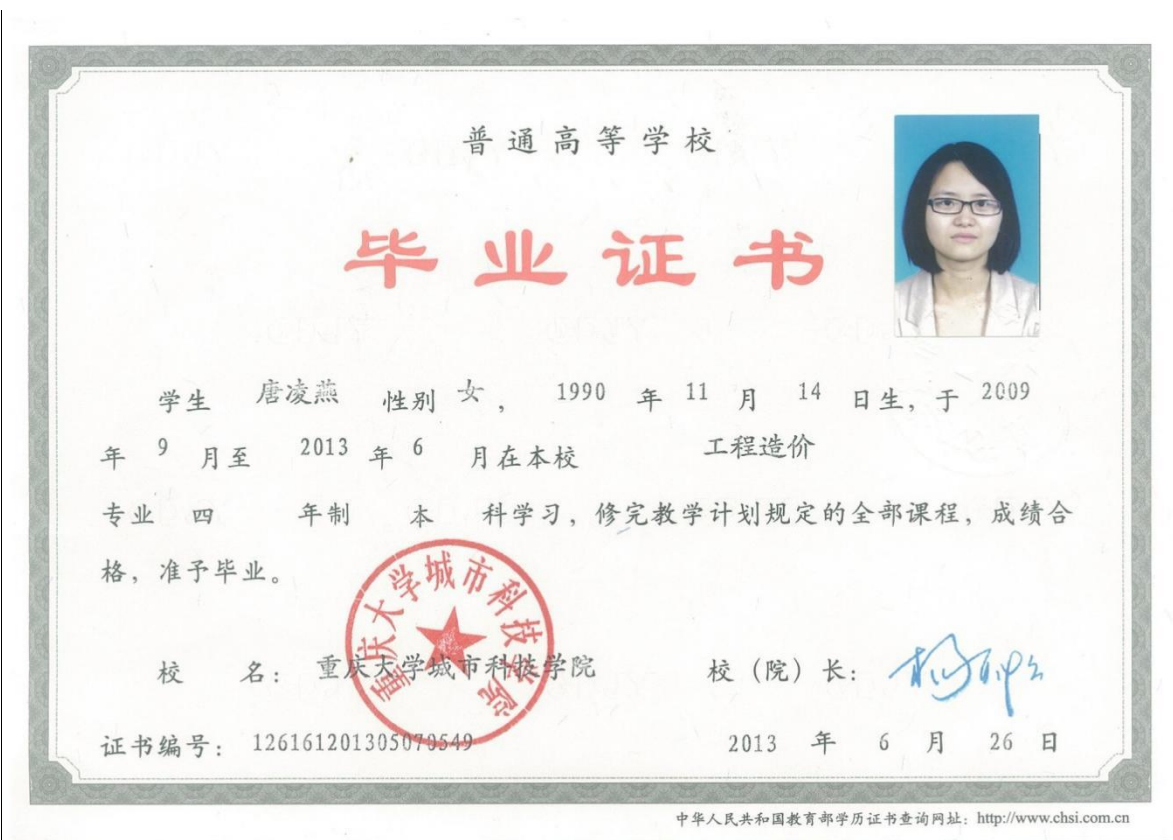 普通高等学校
毕业证书
学生 唐凌燕 性别 女， 1990 年 11 月 14 日生，于 2009
年 9 月至 2013 年 6 月在本校 工程造价
专业 四 年制 本 科学习，修完教学计划规定的全部课程，成绩合
格，准予毕业。
重庆大学城市科技学院
校 名： 重庆大学城市科技学院 校（院）长：
证书编号： 126161201305070549 2013 年 6 月 26 日
中华人民共和国教育部学历证书查询网址：http://www.chsi.com.cn